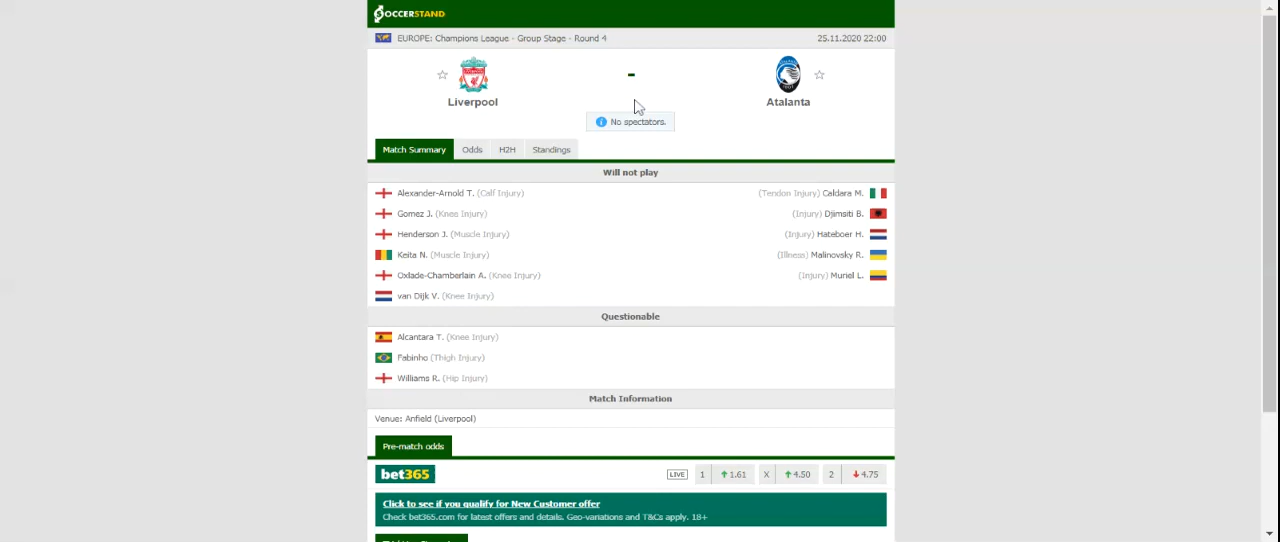 SOCCERSTAND
EUROPE: Champions League - Group Stage - Round 4 25.11.2020 22:00
Liverpool - Atalanta
No spectators.
Match Summary Odds H2H Standings
Will not play
Alexander-Arnold T. (Calf Injury) (Tendon Injury) Caldara M.
Gomez J. (Knee Injury) (Injury) Djimsiti B.
Henderson J. (Muscle Injury) (Injury) Hateboer H.
Keita N. (Muscle Injury) (Illness) Malinovsky R.
Oxlade-Chamberlain A. (Knee Injury) (Injury) Muriel L.
van Dijk V. (Knee Injury)
Questionable
Alcantara T. (Knee Injury)
Fabinho (Thigh Injury)
Williams R. (Hip Injury)
Match Information
Venue: Anfield (Liverpool)
Pre-match odds
bet365 LIVE 1 1.61 X 4.50 2 4.75
Click to see if you qualify for New Customer offer
Check bet365.com for latest offers and details. Geo-variations and T&Cs apply. 18+